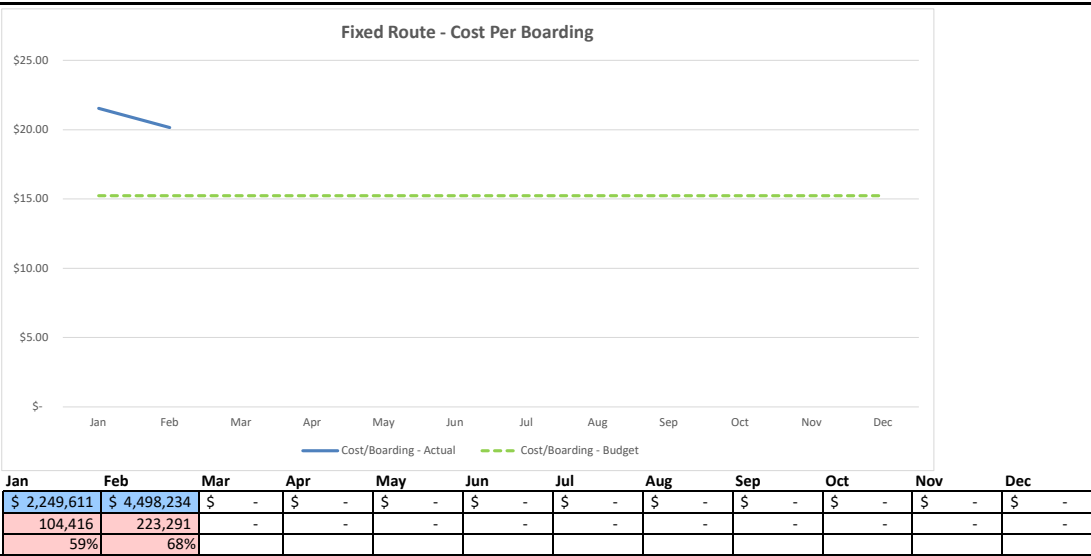 Fixed Route - Cost Per Boarding
$25.00
$20.00
$15.00
$10.00
$5.00
$-
Jan Feb Mar Apr May Jun Jul Aug Sep Oct Nov Dec
Cost/Boarding - Actual Cost/Boarding - Budget
Jan Feb Mar Apr May Jun Jul Aug Sep Oct Nov Dec
$ 2,249,611 $ 4,498,234 $ - $ - $ - $ - $ - $ - $ - $ - $ - $ -
104,416 223,291 - - - - - - - - - -
59% 68%